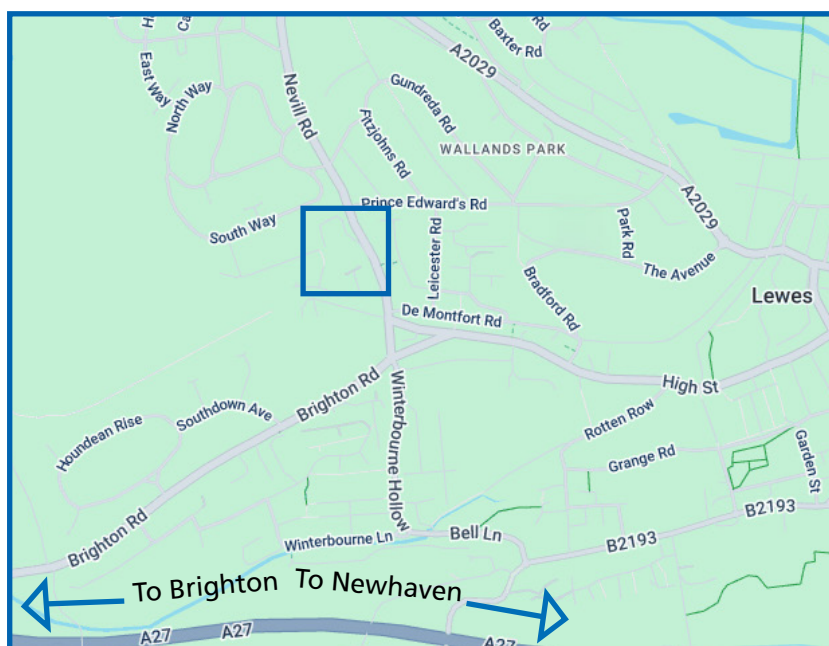 H
Ca
East Way
North Way
Nevill Rd
A2029
Baxter Rd
Rd
Gundreda Rd
Fitzjohns Rd
WALLANDS PARK
Prince Edward's Rd
A2029
South Way
Leicester Rd
Park Rd
The Avenue
Bradford Rd
Lewes
De Montfort Rd
High St
Brighton Rd
Southdown Ave
Houndean Rise
Winterbourne Hollow
Rotten Row
Grange Rd
Garden St
B2193
Brighton Rd
Winterbourne Ln
Bell Ln
B2193
To Brighton To Newhaven
A27
A27
A27